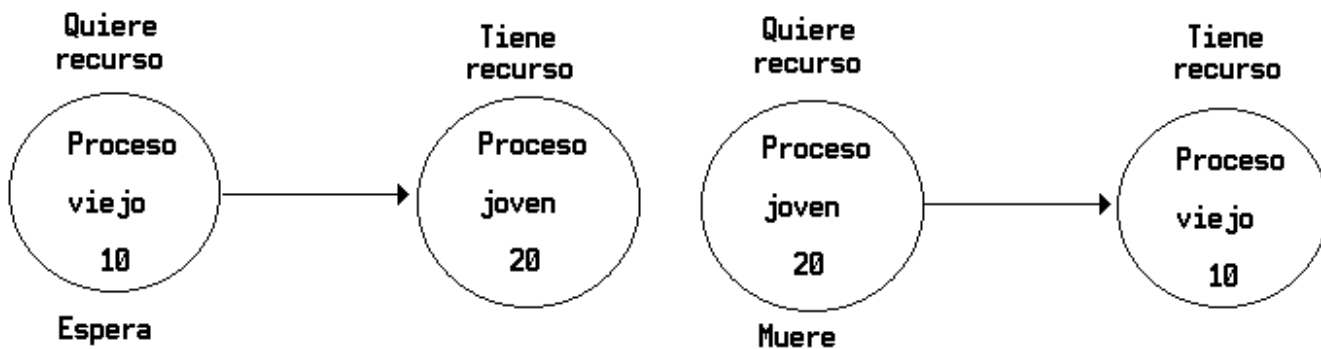 Quiere
recurso
Proceso
viejo
10
Espera
Tiene
recurso
Proceso
joven
20
Quiere
recurso
Proceso
joven
20
Muere
Tiene
recurso
Proceso
viejo
10